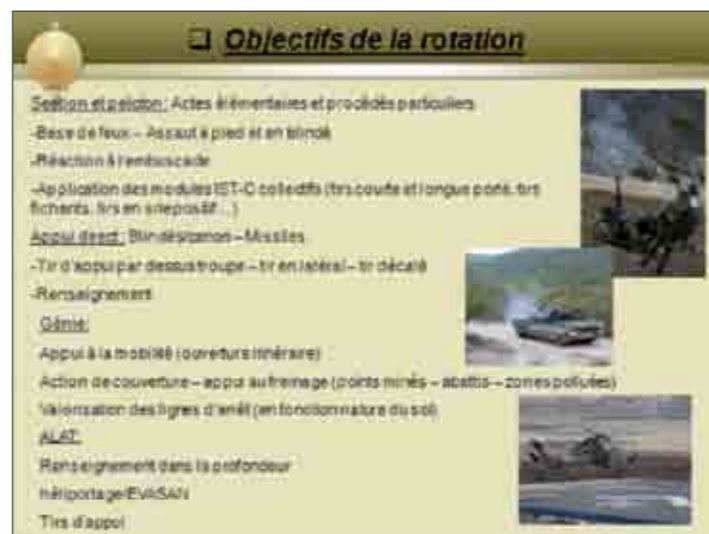 ❑ Objectifs de la rotation
Section et peloton: Actes élémentaires et procédés particuliers
-Base de feux – Assaut à pied et en blindé
-Réaction à l'embuscade
-Application des modules IST-C collectifs (tirs courte et longue porté, tirs
fichants, tirs en site positif…)
Appui direct: Blindés/canon – Missiles
-Tir d'appui par dessus troupe – tir en latéral – tir décalé
-Renseignement
Génie:
Appui à la mobilité (ouverture itinéraire)
Action de couverture – appui au freinage (points minés – abattis – zones polluées)
Valorisation des lignes d'arrêt (en fonction nature du sol)
ALAT:
Renseignement dans la profondeur
héliportage/EVASAN
Tirs d'appui